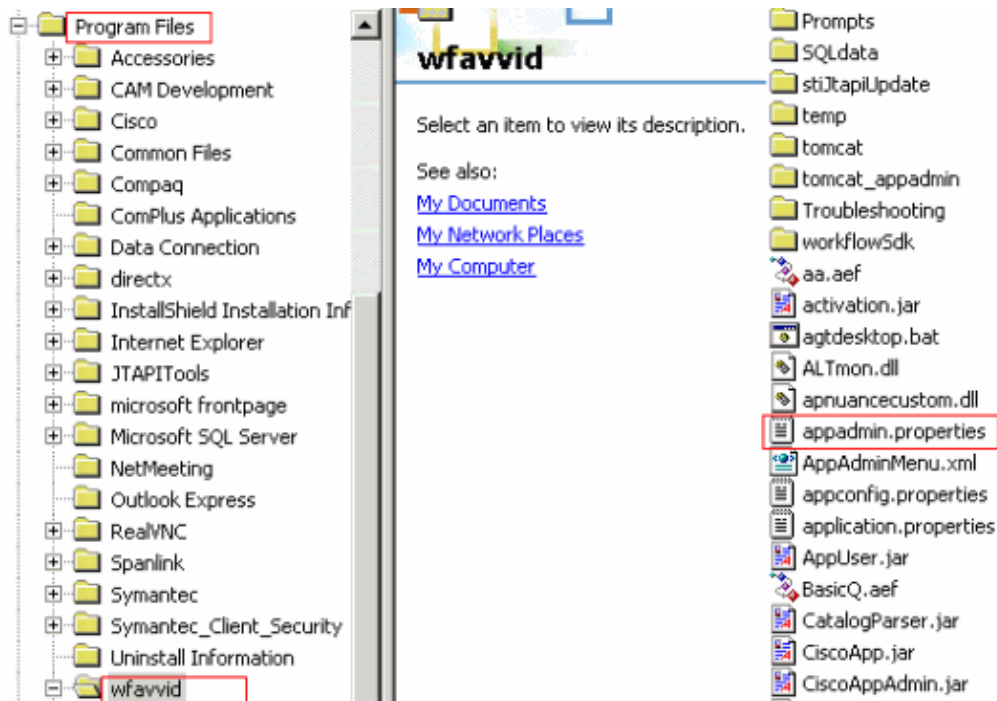 Program Files
Accessories
CAM Development
Cisco
Common Files
Compaq
ComPlus Applications
Data Connection
directx
InstallShield Installation Inf
Internet Explorer
JTAPITools
microsoft frontpage
Microsoft SQL Server
NetMeeting
Outlook Express
RealVNC
Spanlink
Symantec
Symantec_Client_Security
Uninstall Information
wfavvid
wfavvid
Select an item to view its description.
See also:
My Documents
My Network Places
My Computer
Prompts
SQLdata
stiJtapiUpdate
temp
tomcat
tomcat_appadmin
Troubleshooting
workflowSdk
aa.aef
activation.jar
agtdesktop.bat
ALTmon.dll
apnuancecustom.dll
appadmin.properties
AppAdminMenu.xml
appconfig.properties
application.properties
AppUser.jar
BasicQ.aef
CatalogParser.jar
CiscoApp.jar
CiscoAppAdmin.jar